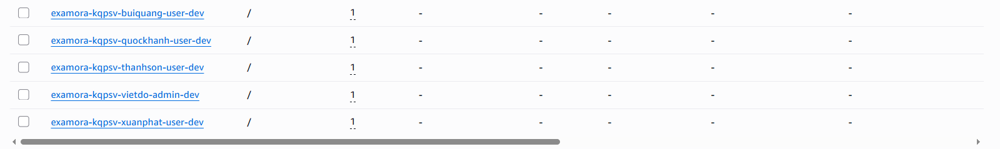 examora-kqpsv-buiquang-user-dev / 1 - - - - -
examora-kqpsv-quockhanh-user-dev / 1 - - - - -
examora-kqpsv-thanhson-user-dev / 1 - - - - -
examora-kqpsv-vietdo-admin-dev / 1 - - - - -
examora-kqpsv-xuanphat-user-dev / 1 - - - - -